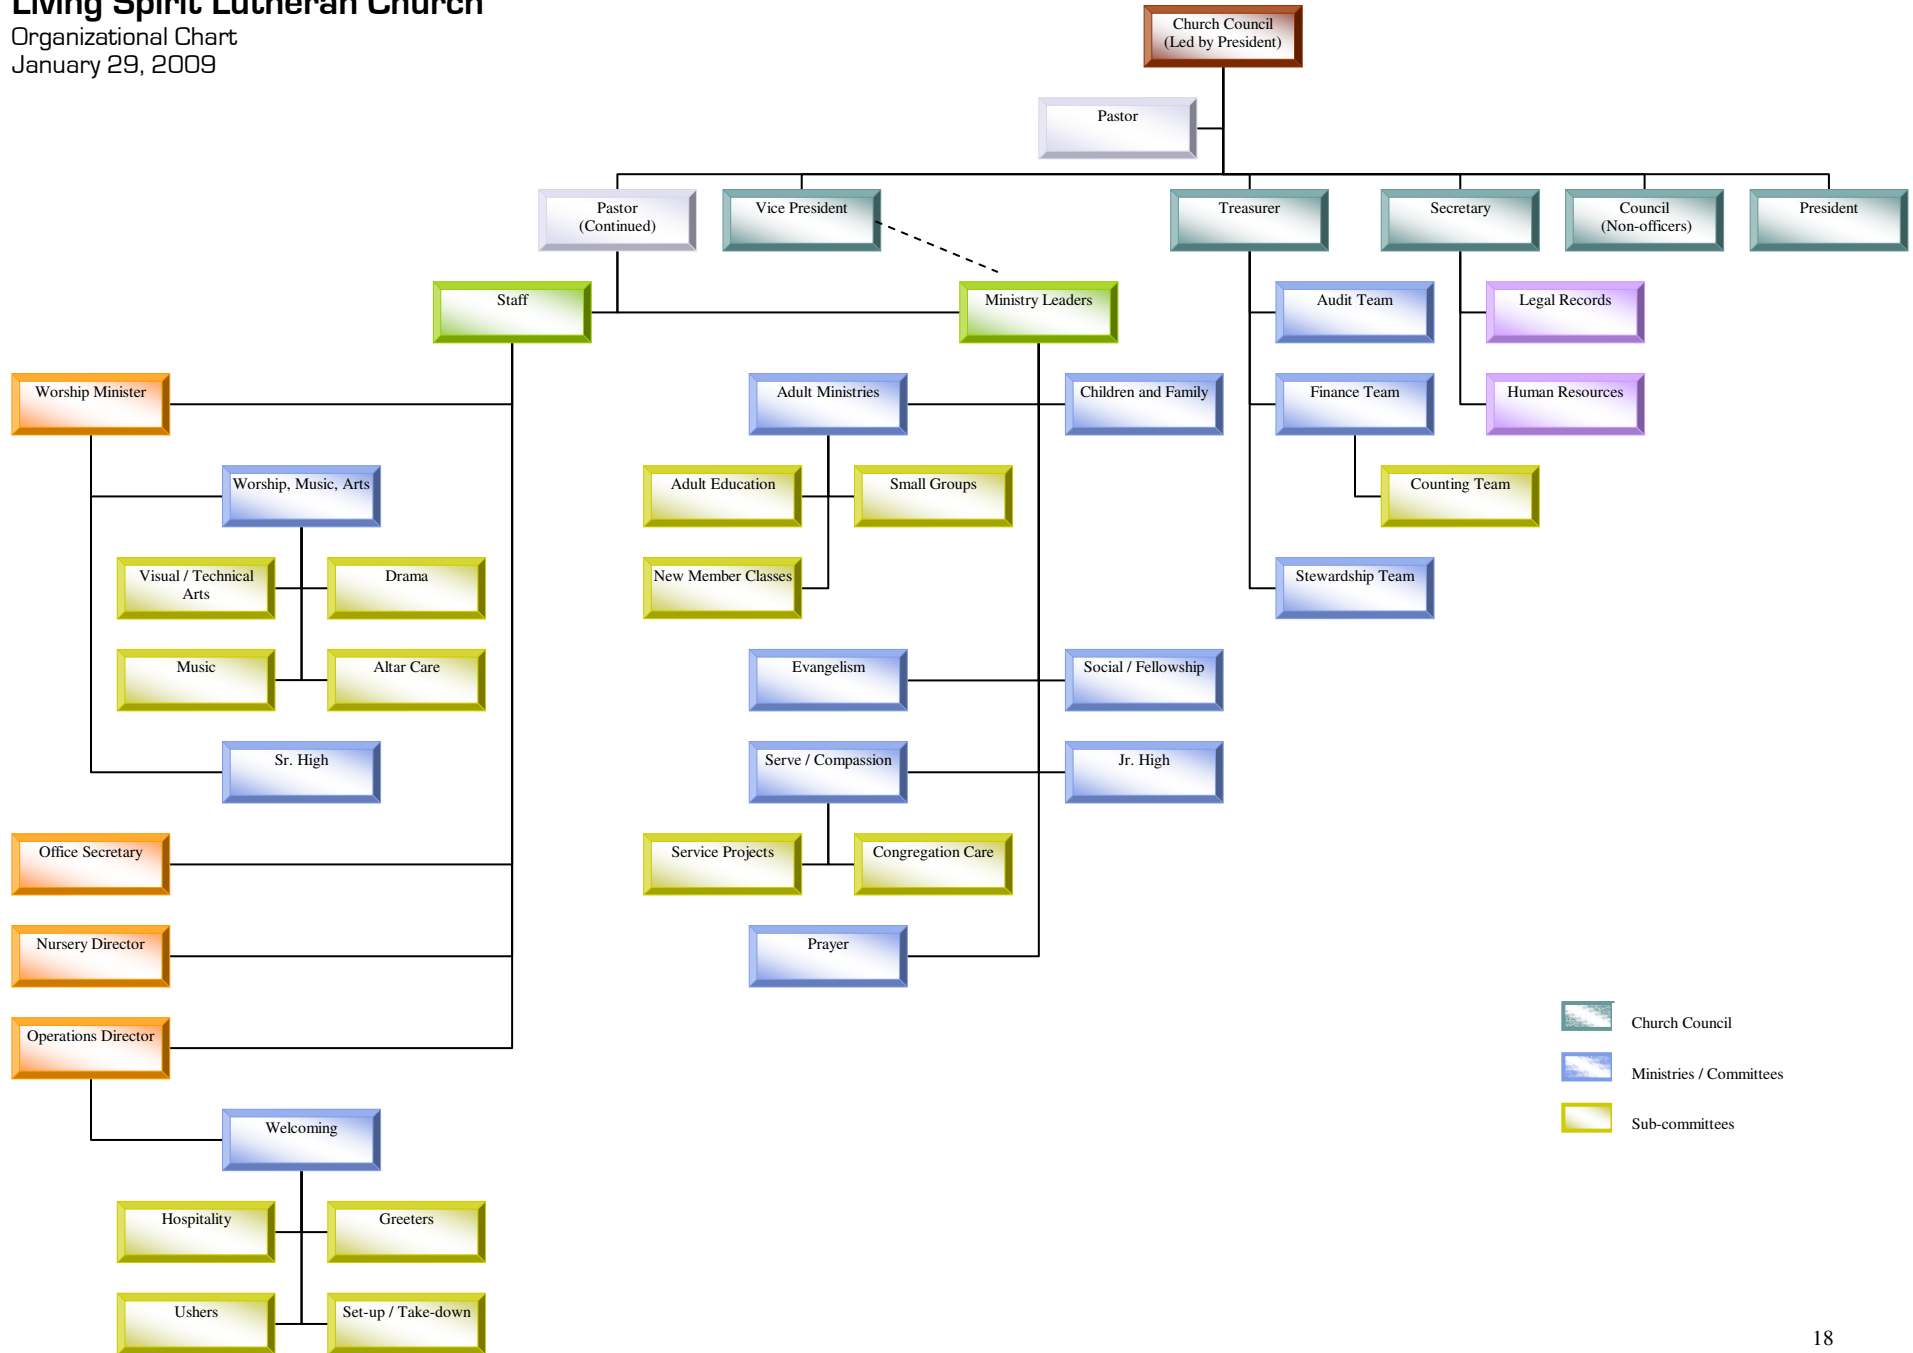 Living Spirit Lutheran Church
Organizational Chart
January 29, 2009
Church Council
(Led by President)
Pastor
Pastor
(Continued)
Vice President
Treasurer
Secretary
Council
(Non-officers)
President
Staff
Ministry Leaders
Audit Team
Legal Records
Worship Minister
Adult Ministries
Children and Family
Finance Team
Human Resources
Worship, Music, Arts
Adult Education
Small Groups
Counting Team
Visual / Technical
Arts
Drama
New Member Classes
Stewardship Team
Music
Altar Care
Evangelism
Social / Fellowship
Sr. High
Serve / Compassion
Jr. High
Office Secretary
Service Projects
Congregation Care
Nursery Director
Prayer
Operations Director
Church Council
Ministries / Committees
Sub-committees
Welcoming
Hospitality
Greeters
Ushers
Set-up / Take-down
18